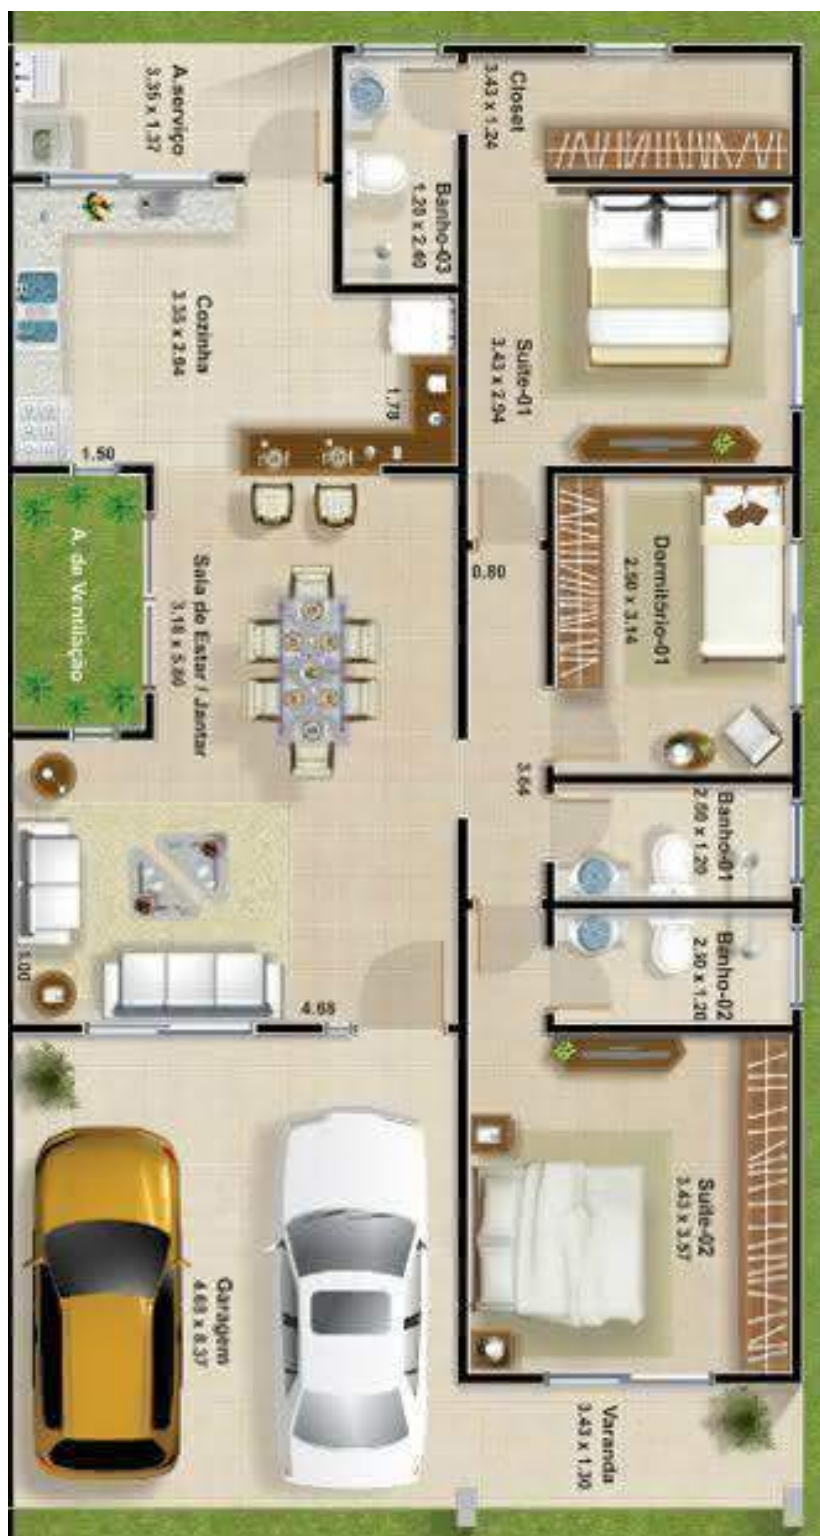 A.serviço
3.35 x 1.37
Closet
3.43 x 1.24
Banho-03
1.20 x 2.40
Cozinha
3.35 x 2.94
1.78
Suíte-01
3.43 x 2.94
1.50
A. de Ventilação
Sala de Estar / Jantar
3.18 x 5.60
0.80
Dormitório-01
2.50 x 3.14
3.64
Banho-01
2.50 x 1.20
Banho-02
2.50 x 1.20
1.00
4.68
Suíte-02
3.43 x 3.57
Garagem
4.68 x 8.37
Varanda
3.43 x 1.30